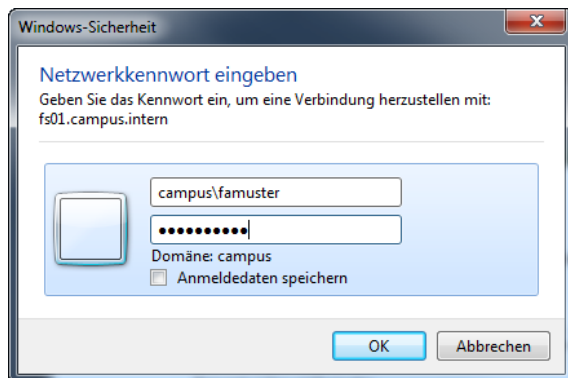 Windows-Sicherheit
Netzwerkkennwort eingeben
Geben Sie das Kennwort ein, um eine Verbindung herzustellen mit:
fs01.campus.intern
campus\famuster
●●●●●●●●●●
Domäne: campus
Anmeldedaten speichern
OK
Abbrechen